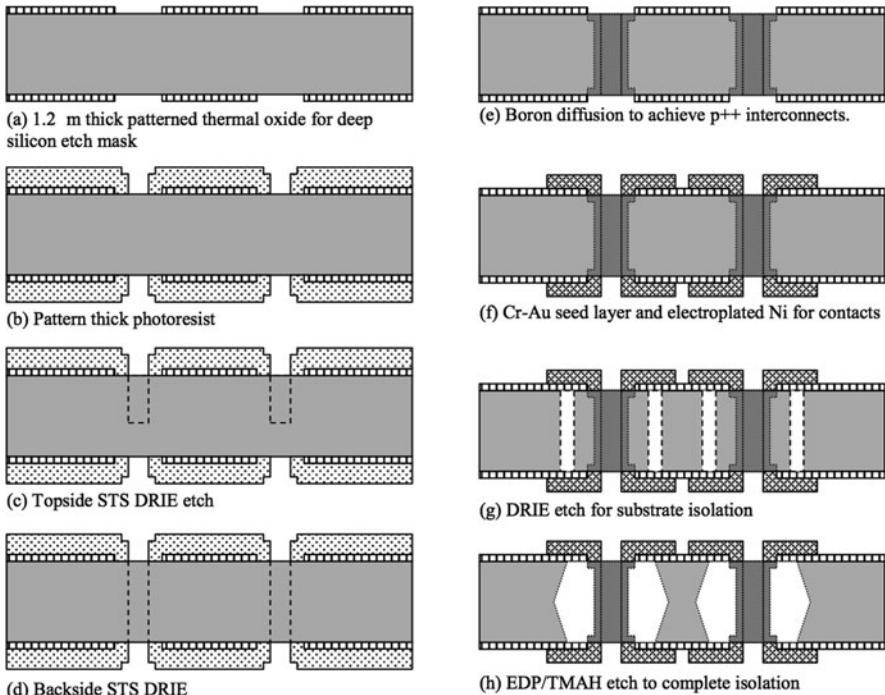 (a) 1.2 m thick patterned thermal oxide for deep
silicon etch mask
(b) Pattern thick photoresist
(c) Topside STS DRIE etch
(d) Backside STS DRIE
(e) Boron diffusion to achieve p++ interconnects.
(f) Cr-Au seed layer and electroplated Ni for contacts
(g) DRIE etch for substrate isolation
(h) EDP/TMAH etch to complete isolation